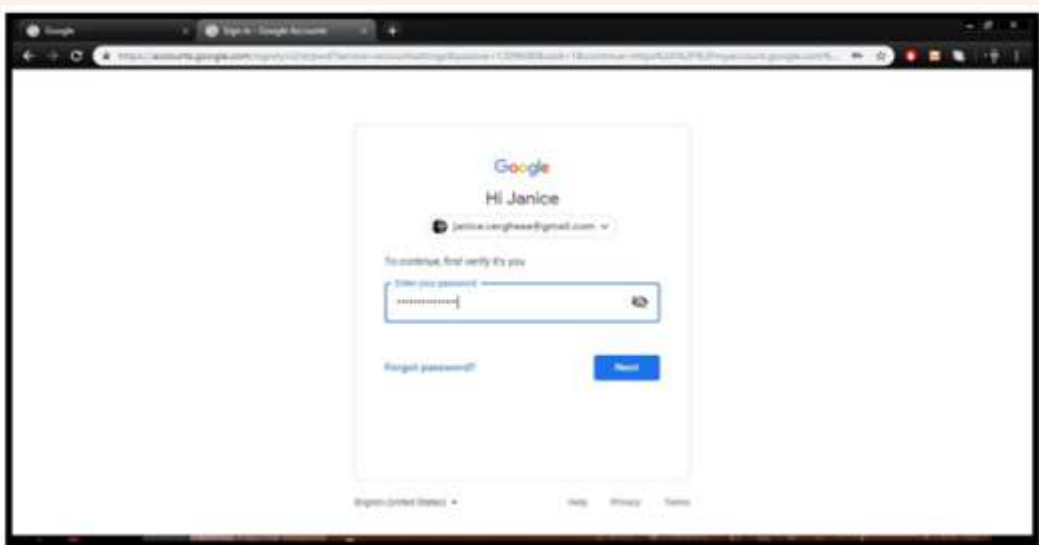 Google
Sign in - Google Accounts
Google
Hi Janice
janice.verghese@gmail.com
To continue, first verify it's you
Enter your password
Forgot password?
Next
English (United States)
Help Privacy Terms